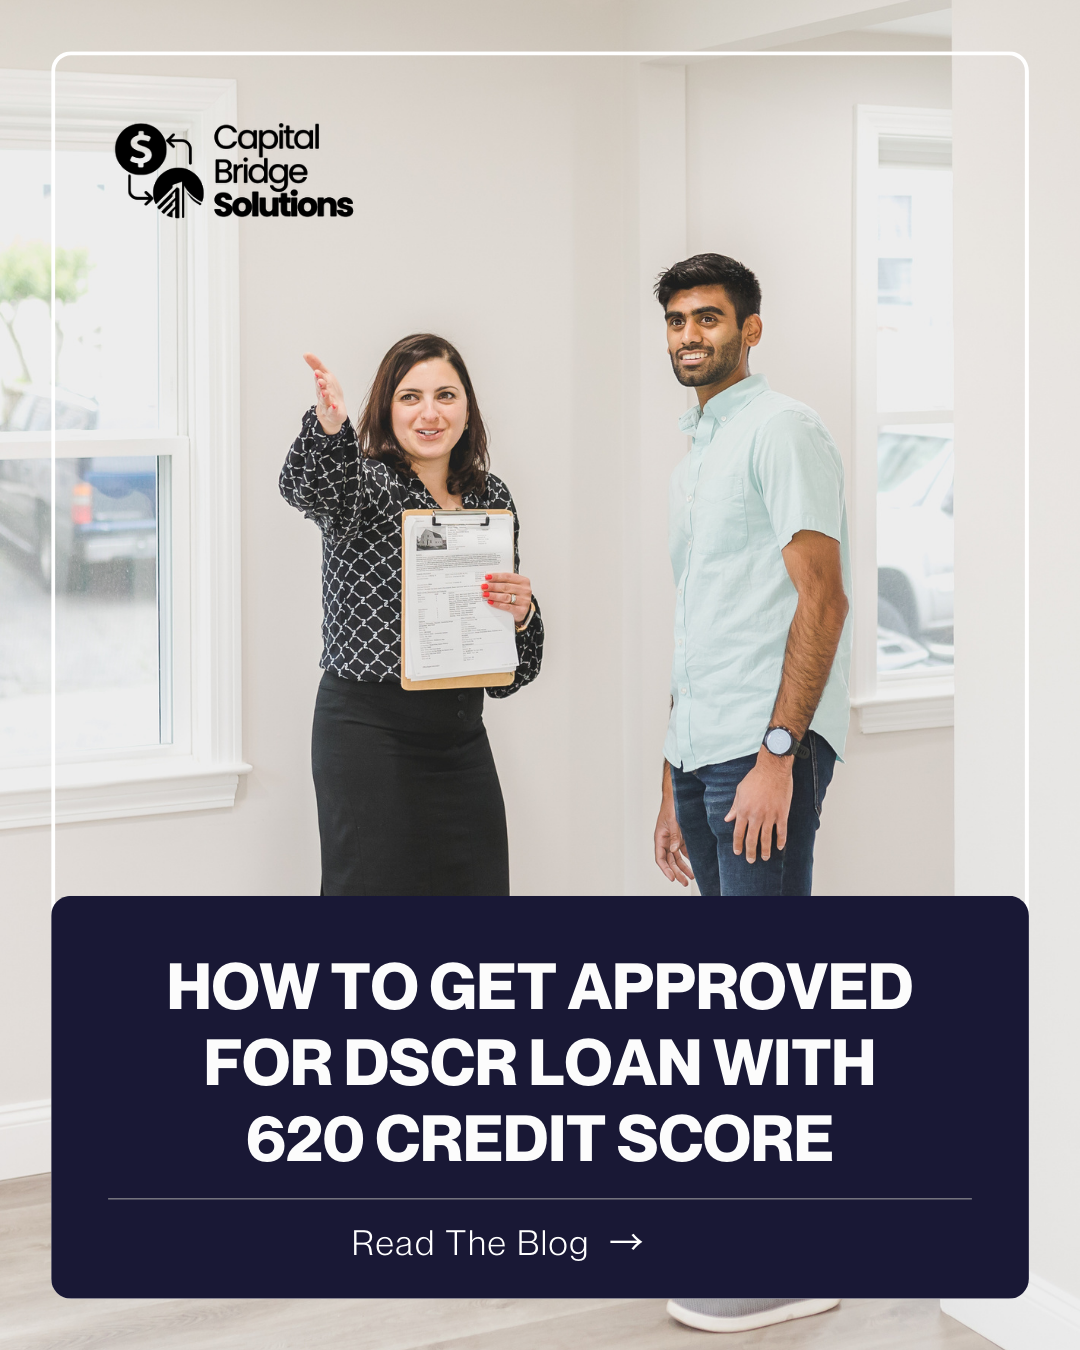 $
Capital
Bridge
Solutions
HOW TO GET APPROVED
FOR DSCR LOAN WITH
620 CREDIT SCORE
Read The Blog →